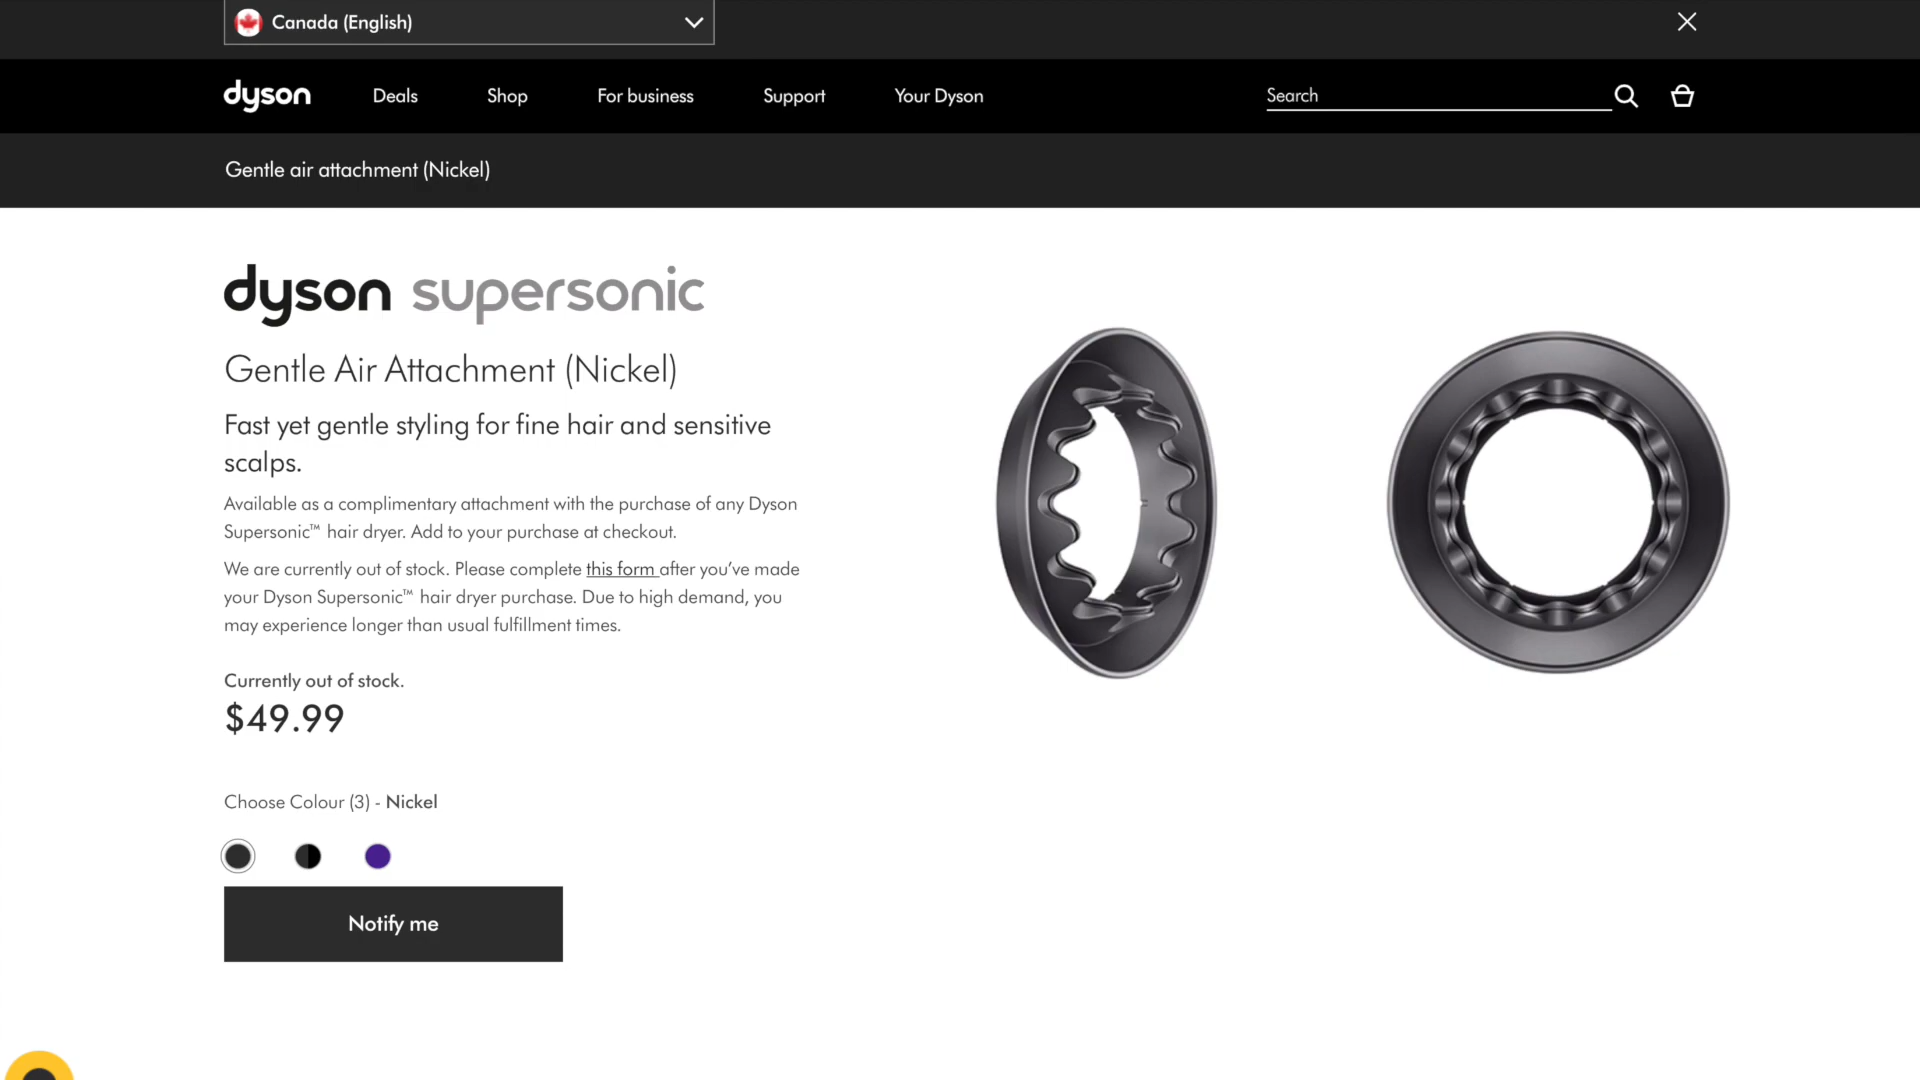 Canada (English)
dyson
Deals
Shop
For business
Support
Your Dyson
Search
Gentle air attachment (Nickel)
dyson supersonic
Gentle Air Attachment (Nickel)
Fast yet gentle styling for fine hair and sensitive
scalps.
Available as a complimentary attachment with the purchase of any Dyson
Supersonic™ hair dryer. Add to your purchase at checkout.
We are currently out of stock. Please complete this form after you’ve made
your Dyson Supersonic™ hair dryer purchase. Due to high demand, you
may experience longer than usual fulfillment times.
Currently out of stock.
$49.99
Choose Colour (3) - Nickel
Notify me